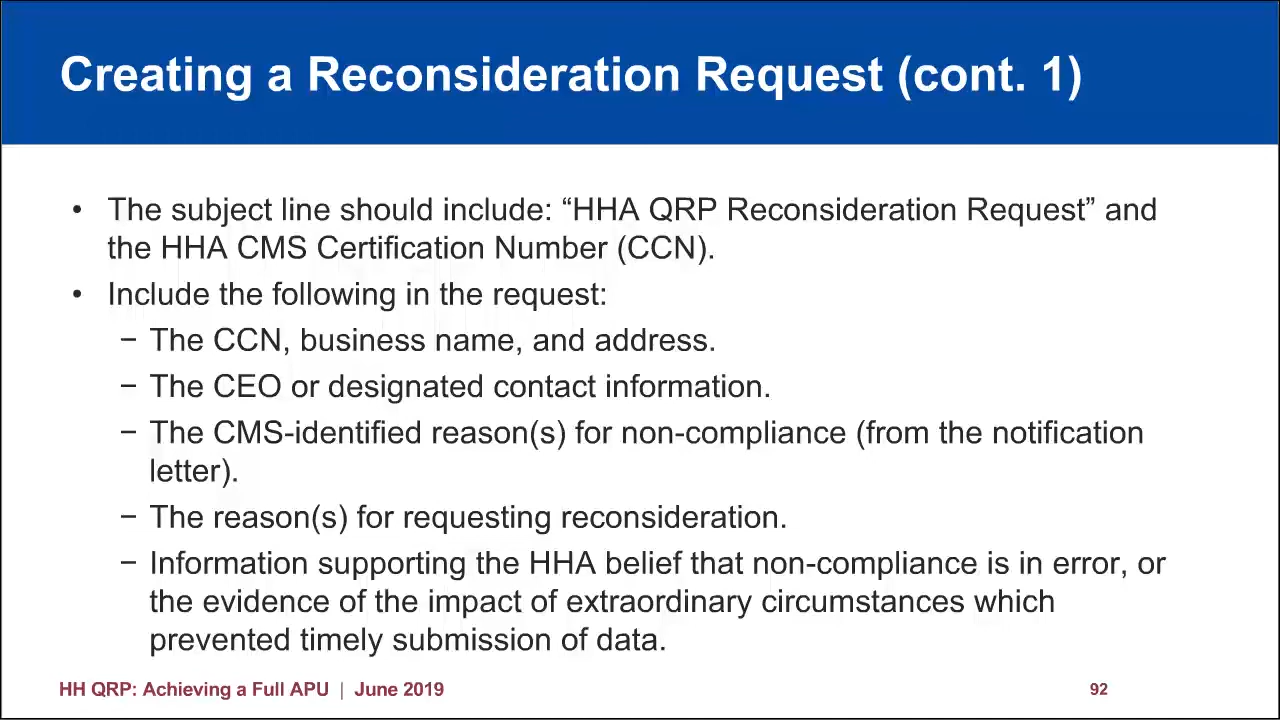 Creating a Reconsideration Request (cont. 1)
• The subject line should include: “HHA QRP Reconsideration Request” and
the HHA CMS Certification Number (CCN).
• Include the following in the request:
− The CCN, business name, and address.
− The CEO or designated contact information.
− The CMS-identified reason(s) for non-compliance (from the notification
letter).
− The reason(s) for requesting reconsideration.
− Information supporting the HHA belief that non-compliance is in error, or
the evidence of the impact of extraordinary circumstances which
prevented timely submission of data.
HH QRP: Achieving a Full APU | June 2019
92